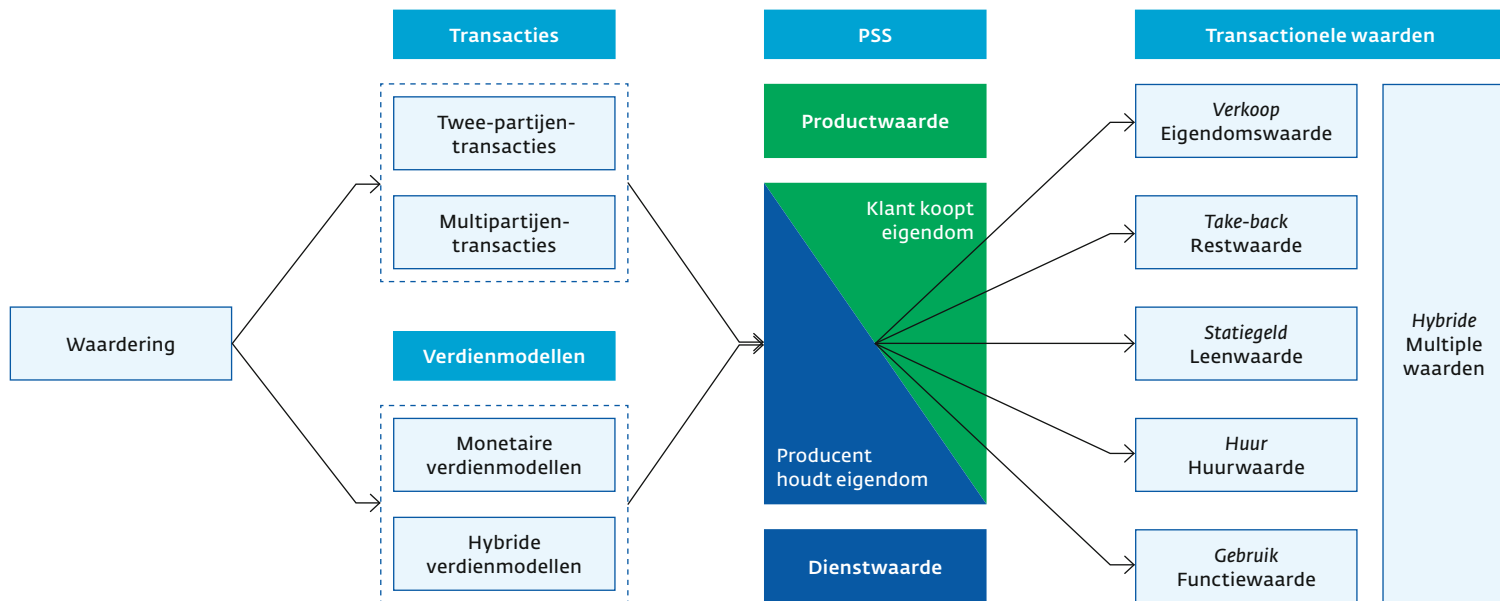 Transacties
PSS
Transactionele waarden
Twee-partijen-
transacties
Multipartijen-
transacties
Waardering
Verdienmodellen
Monetaire
verdienmodellen
Hybride
verdienmodellen
Productwaarde
Klant koopt
eigendom
Producent
houdt eigendom
Dienstwaarde
Verkoop
Eigendomswaarde
Take-back
Restwaarde
Statiegeld
Leenwaarde
Huur
Huurwaarde
Gebruik
Functiewaarde
Hybride
Multiple
waarden